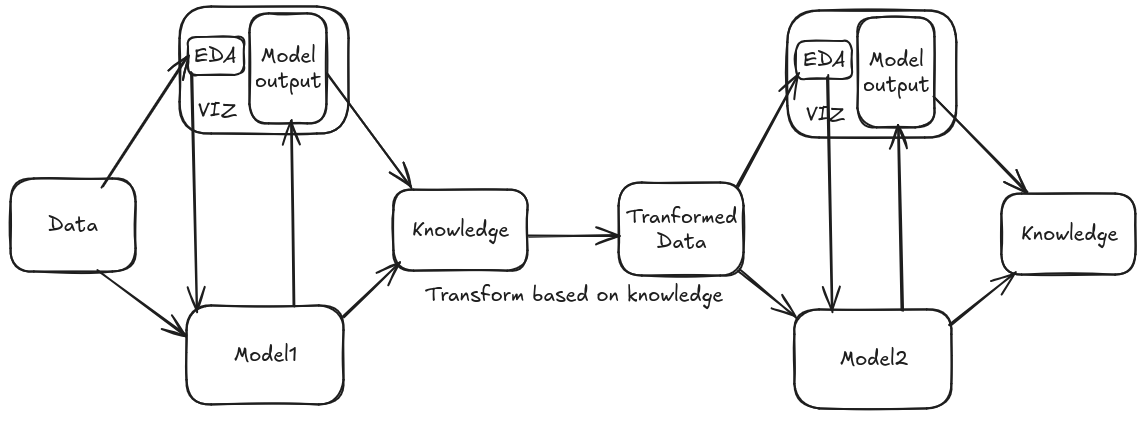 EDA
Model
output
VIZ
Data
Knowledge
Model1
Transform based on knowledge
Tranformed
Data
EDA
Model
output
VIZ
Knowledge
Model2